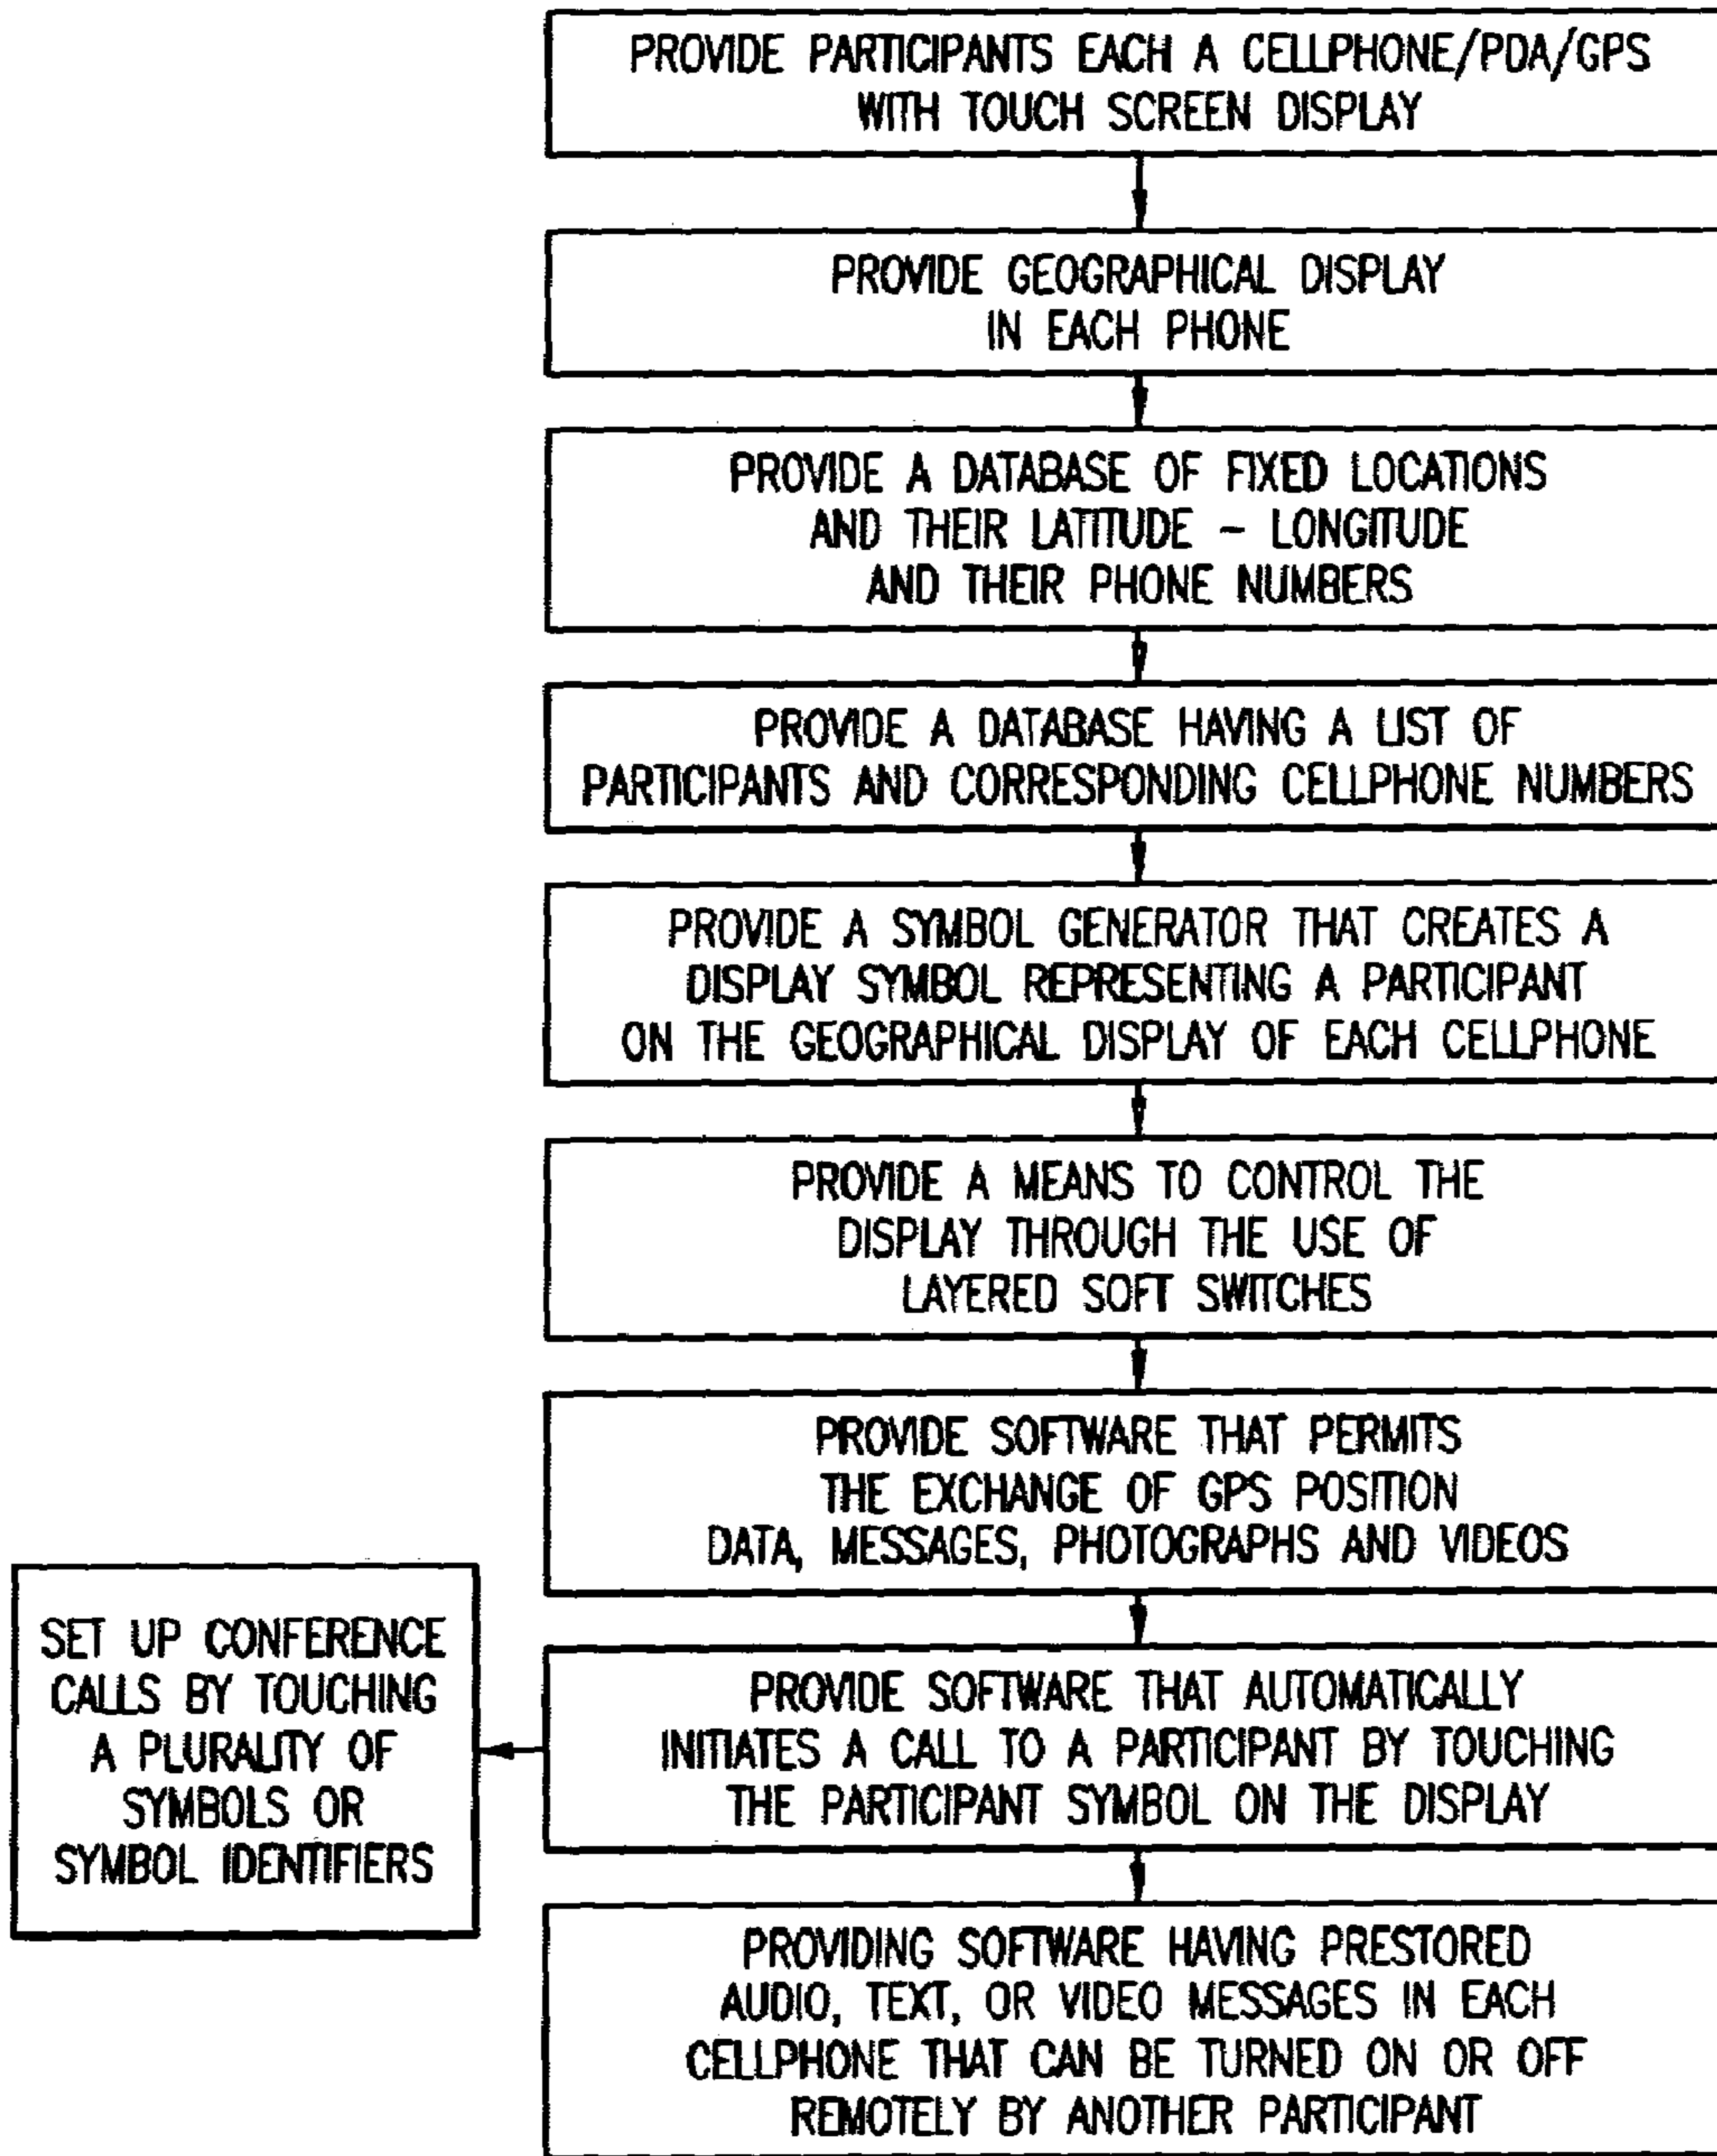 PROVIDE PARTICIPANTS EACH A CELLPHONE/PDA/GPS
WITH TOUCH SCREEN DISPLAY
PROVIDE GEOGRAPHICAL DISPLAY
IN EACH PHONE
PROVIDE A DATABASE OF FIXED LOCATIONS
AND THEIR LATITUDE - LONGITUDE
AND THEIR PHONE NUMBERS
PROVIDE A DATABASE HAVING A LIST OF
PARTICIPANTS AND CORRESPONDING CELLPHONE NUMBERS
PROVIDE A SYMBOL GENERATOR THAT CREATES A
DISPLAY SYMBOL REPRESENTING A PARTICIPANT
ON THE GEOGRAPHICAL DISPLAY OF EACH CELLPHONE
PROVIDE A MEANS TO CONTROL THE
DISPLAY THROUGH THE USE OF
LAYERED SOFT SWITCHES
PROVIDE SOFTWARE THAT PERMITS
THE EXCHANGE OF GPS POSITION
DATA, MESSAGES, PHOTOGRAPHS AND VIDEOS
PROVIDE SOFTWARE THAT AUTOMATICALLY
INITIATES A CALL TO A PARTICIPANT BY TOUCHING
THE PARTICIPANT SYMBOL ON THE DISPLAY
SET UP CONFERENCE
CALLS BY TOUCHING
A PLURALITY OF
SYMBOLS OR
SYMBOL IDENTIFIERS
PROVIDING SOFTWARE HAVING PRESTORED
AUDIO, TEXT, OR VIDEO MESSAGES IN EACH
CELLPHONE THAT CAN BE TURNED ON OR OFF
REMOTELY BY ANOTHER PARTICIPANT